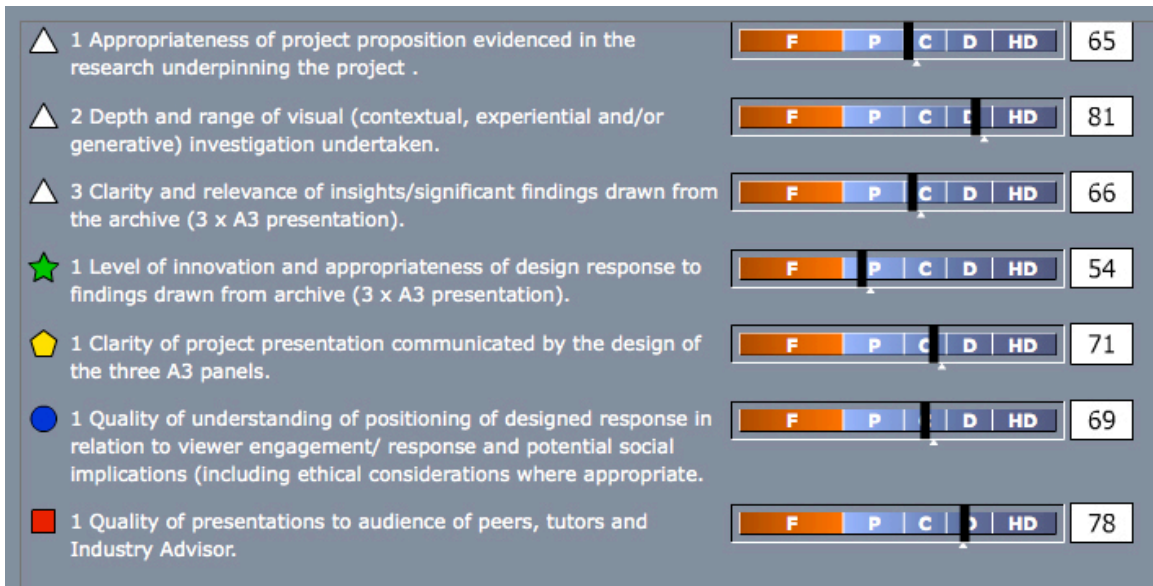 1 Appropriateness of project proposition evidenced in the
research underpinning the project .
F P C D HD 65
2 Depth and range of visual (contextual, experiential and/or
generative) investigation undertaken.
F P C D HD 81
3 Clarity and relevance of insights/significant findings drawn from
the archive (3 x A3 presentation).
F P C D HD 66
1 Level of innovation and appropriateness of design response to
findings drawn from archive (3 x A3 presentation).
F P C D HD 54
1 Clarity of project presentation communicated by the design of
the three A3 panels.
F P C D HD 71
1 Quality of understanding of positioning of designed response in
relation to viewer engagement/ response and potential social
implications (including ethical considerations where appropriate.
F P C D HD 69
1 Quality of presentations to audience of peers, tutors and
Industry Advisor.
F P C D HD 78